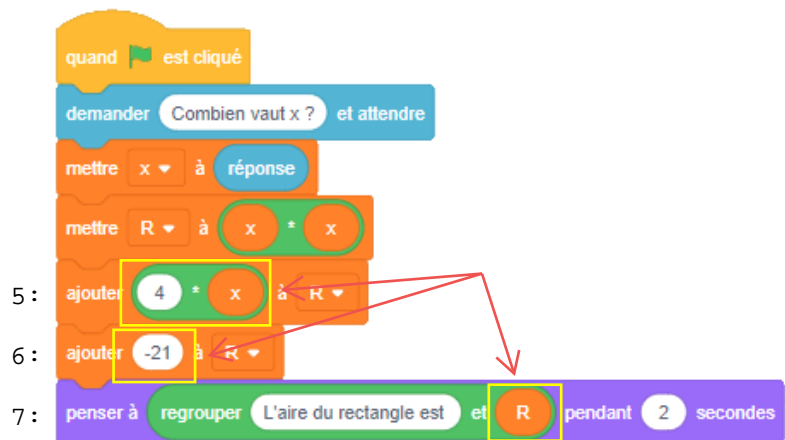 quand est cliqué
demander Combien vaut x ? et attendre
mettre x à réponse
mettre R à x * x
5: ajouter 4 * x à R
6: ajouter -21 à R
7: penser à regrouper L'aire du rectangle est et R pendant 2 secondes